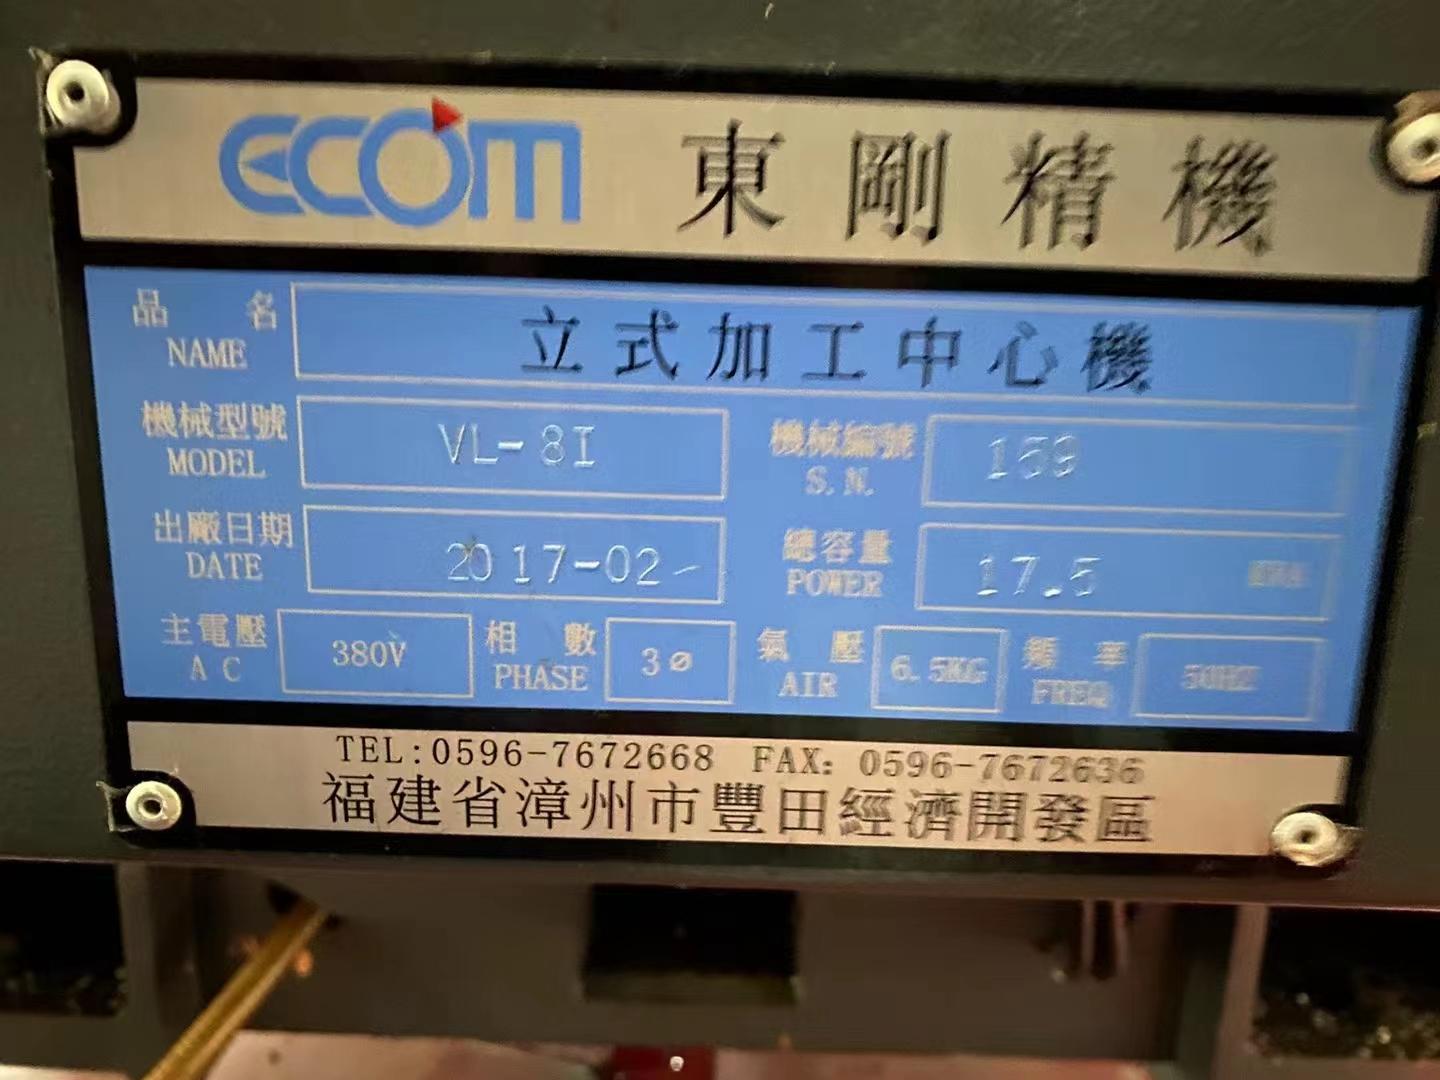 ECOM 東剛精機
品名 立式加工中心機
NAME
機械型號 VL-8I 機械編號 159
MODEL S.N.
出廠日期 2017-02 總容量 17.5
DATE POWER
主電壓 380V 相數 3ø 氣壓 6.5KG 頻率 50HZ
AC PHASE AIR FREQ
TEL:0596-7672668 FAX: 0596-7672636
福建省漳州市豐田經濟開發區